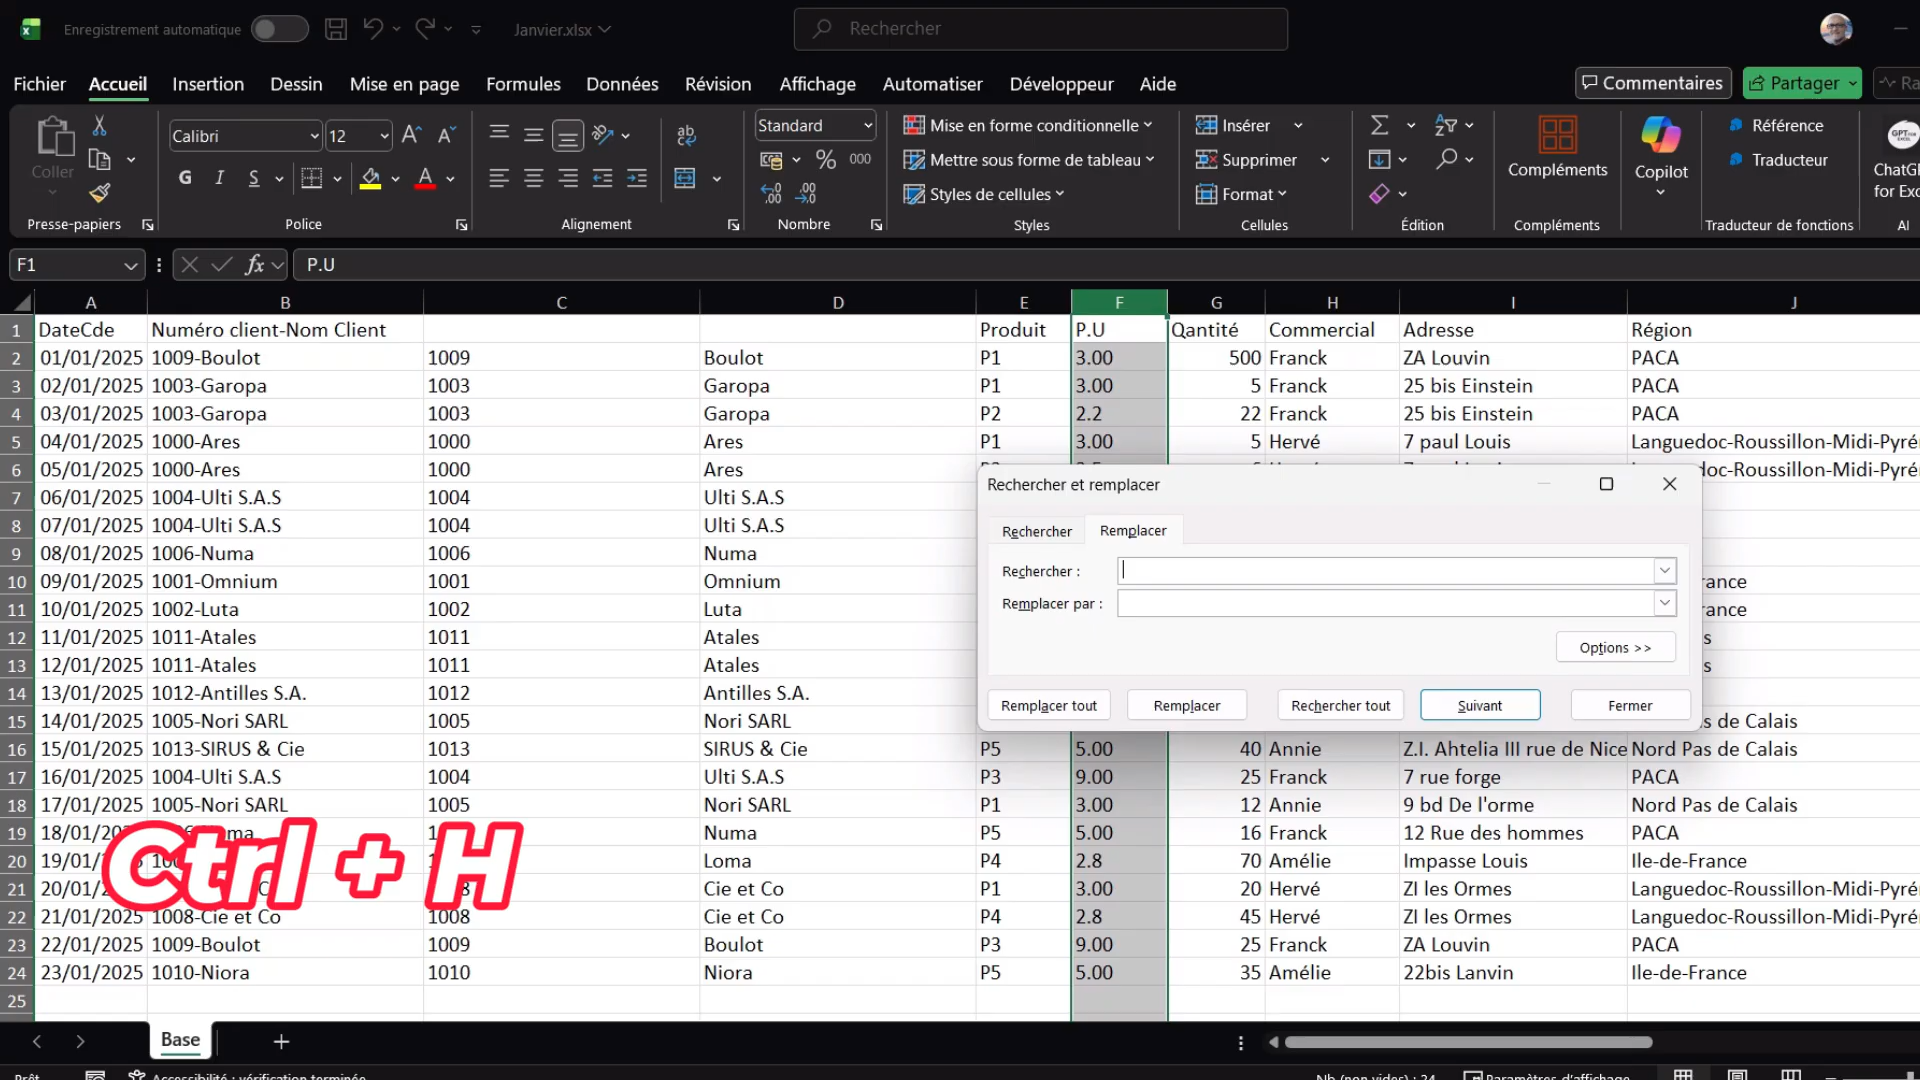 Enregistrement automatique
Janvier.xlsx
Rechercher
Fichier Accueil Insertion Dessin Mise en page Formules Données Révision Affichage Automatiser Développeur Aide
Commentaires Partager
Coller
Calibri 12
G I S
Standard
% 000
Mise en forme conditionnelle
Mettre sous forme de tableau
Styles de cellules
Insérer
Supprimer
Format
Compléments
Copilot
Référence
Traducteur
Presse-papiers Police Alignement Nombre Styles Cellules Édition Compléments Traducteur de fonctions AI
F1 fx P.U
A B C D E F G H I J
1 DateCde Numéro client-Nom Client Produit P.U Qantité Commercial Adresse Région
2 01/01/2025 1009-Boulot 1009 Boulot P1 3.00 500 Franck ZA Louvin PACA
3 02/01/2025 1003-Garopa 1003 Garopa P1 3.00 5 Franck 25 bis Einstein PACA
4 03/01/2025 1003-Garopa 1003 Garopa P2 2.2 22 Franck 25 bis Einstein PACA
5 04/01/2025 1000-Ares 1000 Ares P1 3.00 5 Hervé 7 paul Louis Languedoc-Roussillon-Midi-Pyré
6 05/01/2025 1000-Ares 1000 Ares
7 06/01/2025 1004-Ulti S.A.S 1004 Ulti S.A.S
8 07/01/2025 1004-Ulti S.A.S 1004 Ulti S.A.S
9 08/01/2025 1006-Numa 1006 Numa
10 09/01/2025 1001-Omnium 1001 Omnium
11 10/01/2025 1002-Luta 1002 Luta
12 11/01/2025 1011-Atales 1011 Atales
13 12/01/2025 1011-Atales 1011 Atales
14 13/01/2025 1012-Antilles S.A. 1012 Antilles S.A.
15 14/01/2025 1005-Nori SARL 1005 Nori SARL s de Calais
16 15/01/2025 1013-SIRUS & Cie 1013 SIRUS & Cie P5 5.00 40 Annie Z.I. Ahtelia III rue de Nice Nord Pas de Calais
17 16/01/2025 1004-Ulti S.A.S 1004 Ulti S.A.S P3 9.00 25 Franck 7 rue forge PACA
18 17/01/2025 1005-Nori SARL 1005 Nori SARL P1 3.00 12 Annie 9 bd De l'orme Nord Pas de Calais
19 18/01/20 Numa P5 5.00 16 Franck 12 Rue des hommes PACA
20 19/01/ Loma P4 2.8 70 Amélie Impasse Louis Ile-de-France
21 20/01/ Cie et Co P1 3.00 20 Hervé ZI les Ormes Languedoc-Roussillon-Midi-Pyré
22 21/01/2025 1008-Cie et Co 1008 Cie et Co P4 2.8 45 Hervé ZI les Ormes Languedoc-Roussillon-Midi-Pyré
23 22/01/2025 1009-Boulot 1009 Boulot P3 9.00 25 Franck ZA Louvin PACA
24 23/01/2025 1010-Niora 1010 Niora P5 5.00 35 Amélie 22bis Lanvin Ile-de-France
25
Rechercher et remplacer
Rechercher Remplacer
Rechercher :
Remplacer par :
Options >>
Remplacer tout Remplacer Rechercher tout Suivant Fermer
Ctrl + H
Base
Prêt Accessibilité : vérification terminée Nb (non vides) : 24 Paramètres d'affichage